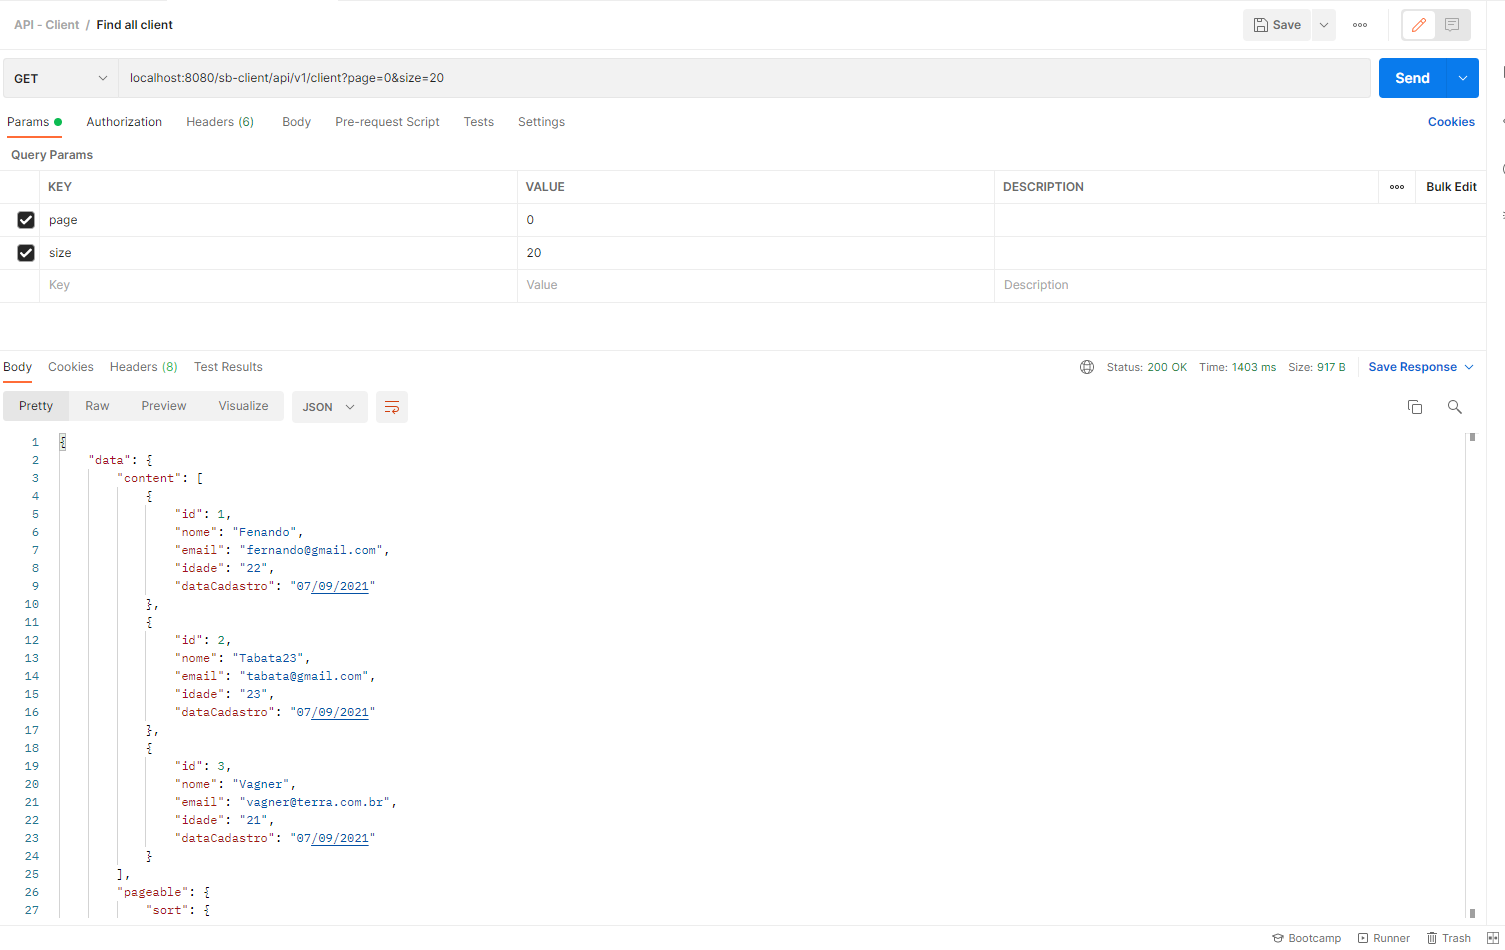 API - Client / Find all client
Save
GET
localhost:8080/sb-client/api/v1/client?page=0&size=20
Send
Params
Authorization
Headers (6)
Body
Pre-request Script
Tests
Settings
Cookies
Query Params
KEY
VALUE
DESCRIPTION
Bulk Edit
page
0
size
20
Key
Value
Description
Body
Cookies
Headers (8)
Test Results
Status: 200 OK
Time: 1403 ms
Size: 917 B
Save Response
Pretty
Raw
Preview
Visualize
JSON
1 {
2 "data": {
3 "content": [
4 {
5 "id": 1,
6 "nome": "Fenando",
7 "email": "fernando@gmail.com",
8 "idade": "22",
9 "dataCadastro": "07/09/2021"
10 },
11 {
12 "id": 2,
13 "nome": "Tabata23",
14 "email": "tabata@gmail.com",
15 "idade": "23",
16 "dataCadastro": "07/09/2021"
17 },
18 {
19 "id": 3,
20 "nome": "Vagner",
21 "email": "vagner@terra.com.br",
22 "idade": "21",
23 "dataCadastro": "07/09/2021"
24 }
25 ],
26 "pageable": {
27 "sort": {
Bootcamp
Runner
Trash